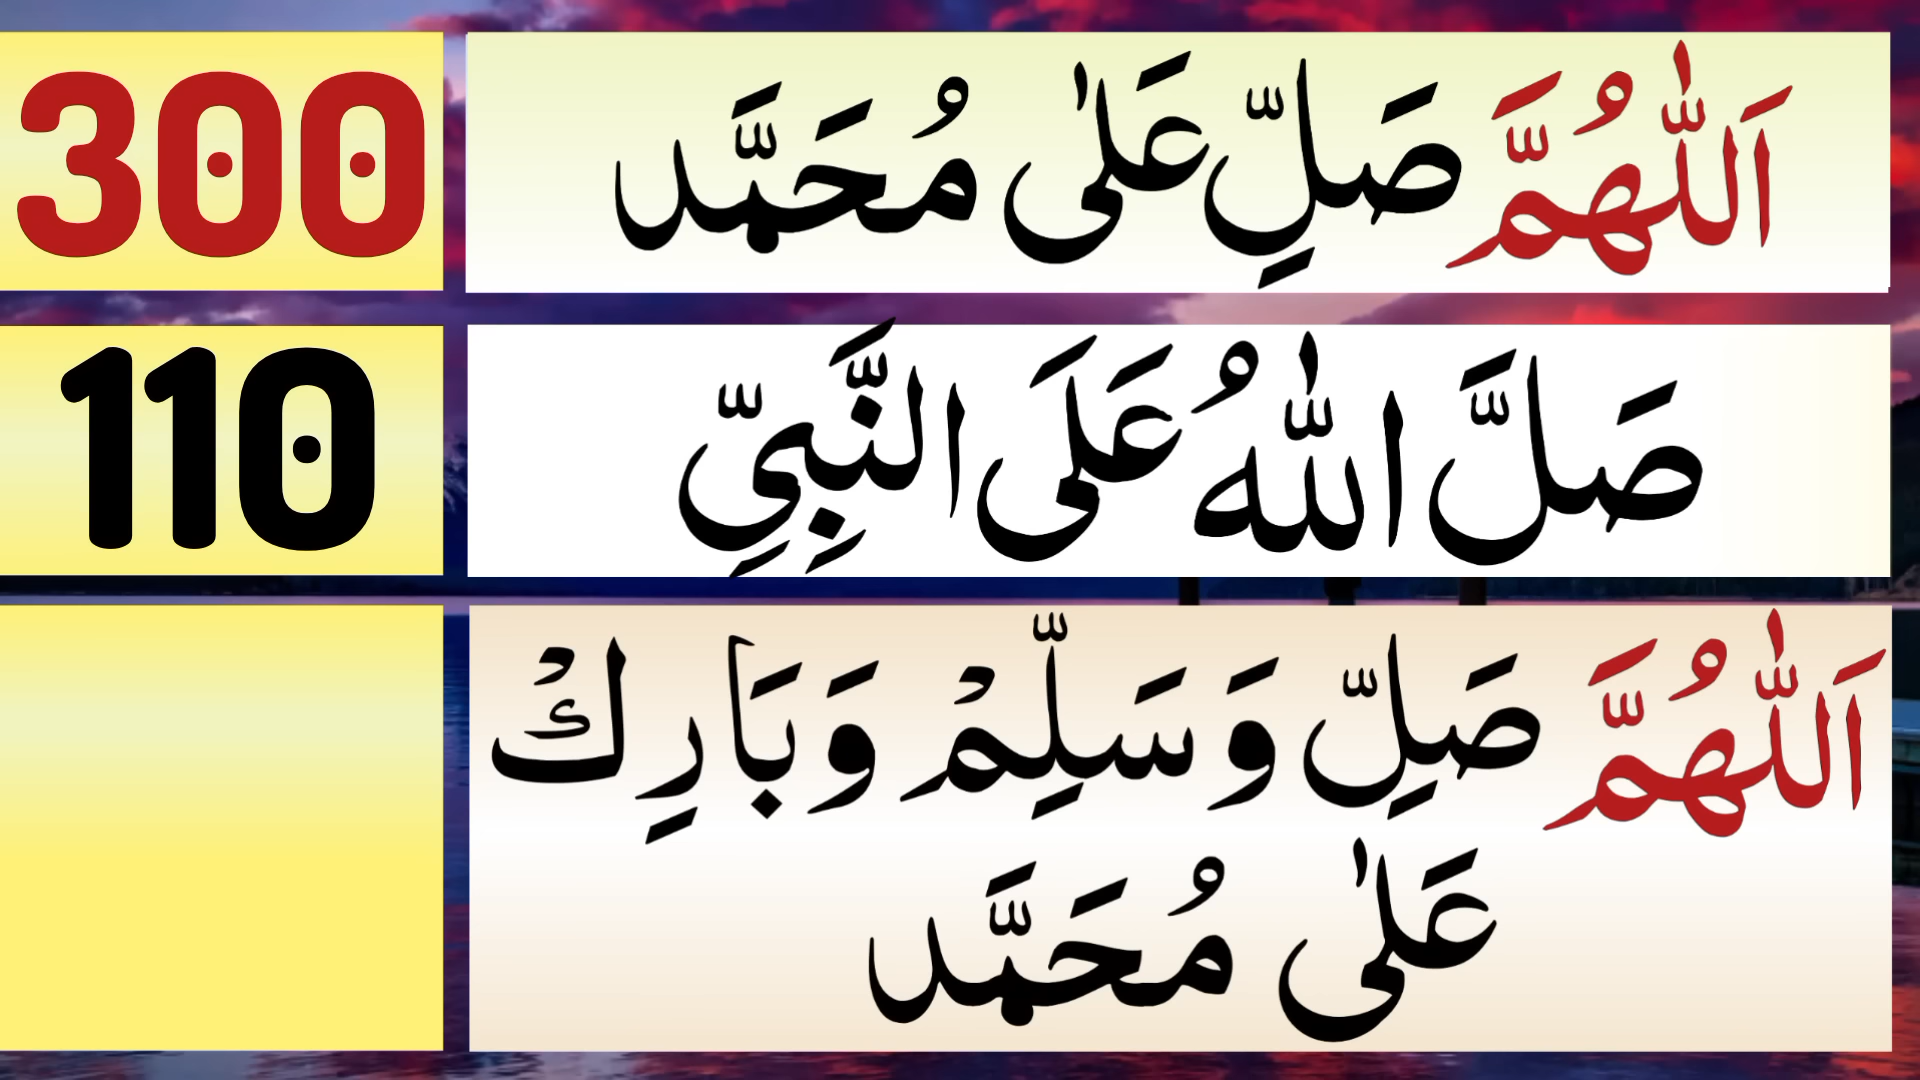 300 اَللّٰهُمَّ صَلِّ عَلٰى مُحَمَّد
110 صَلَّى اللّٰهُ عَلَى النَّبِيِّ
اَللّٰهُمَّ صَلِّ وَسَلِّمْ وَبَارِكْ
عَلٰى مُحَمَّد